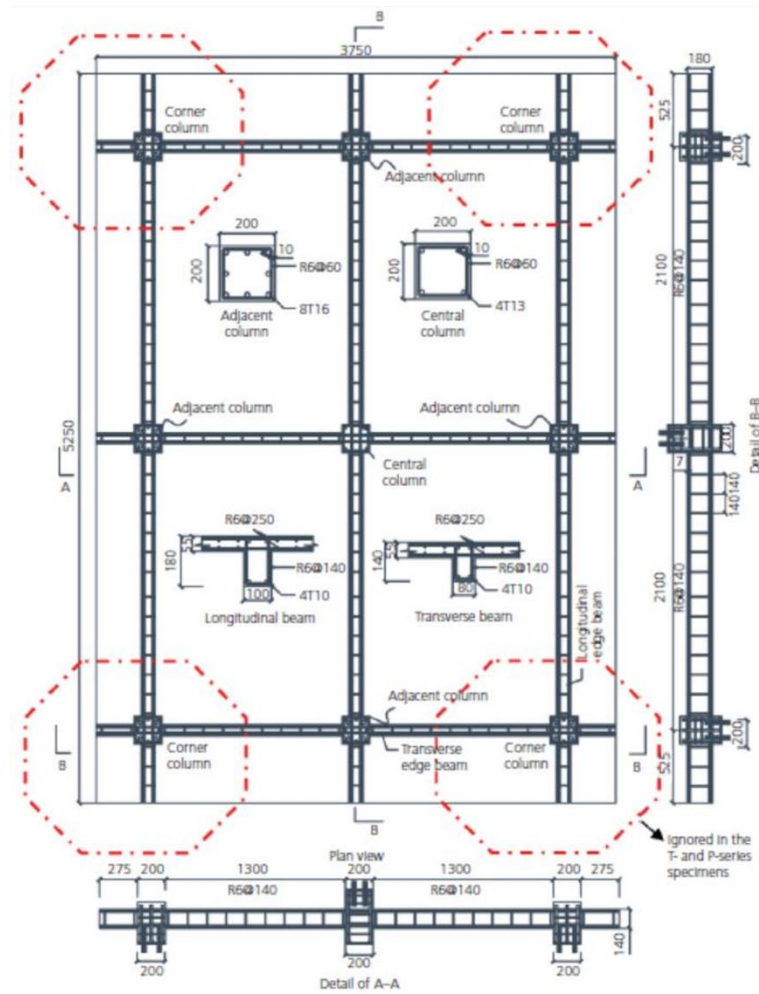 B
3750
180
Corner
column
Corner
column
525
200
Adjacent column
200
10
R6@60
200
8T16
Adjacent
column
200
10
R6@60
200
4T13
Central
column
2100
R6@140
Adjacent column
Adjacent column
5250
Central
column
A
A
200
7
140
140
Detail of B–B
R6@250
55
180
R6@140
4T10
100
Longitudinal beam
R6@250
55
140
R6@140
4T10
80
Transverse beam
Longitudinal
edge beam
2100
R6@140
Adjacent column
Corner
column
Transverse
edge beam
Corner
column
B
B
200
525
B
Ignored in the
T- and P-series
specimens
Plan view
275
200
1300
200
1300
200
275
R6@140
R6@140
140
200
200
200
Detail of A–A